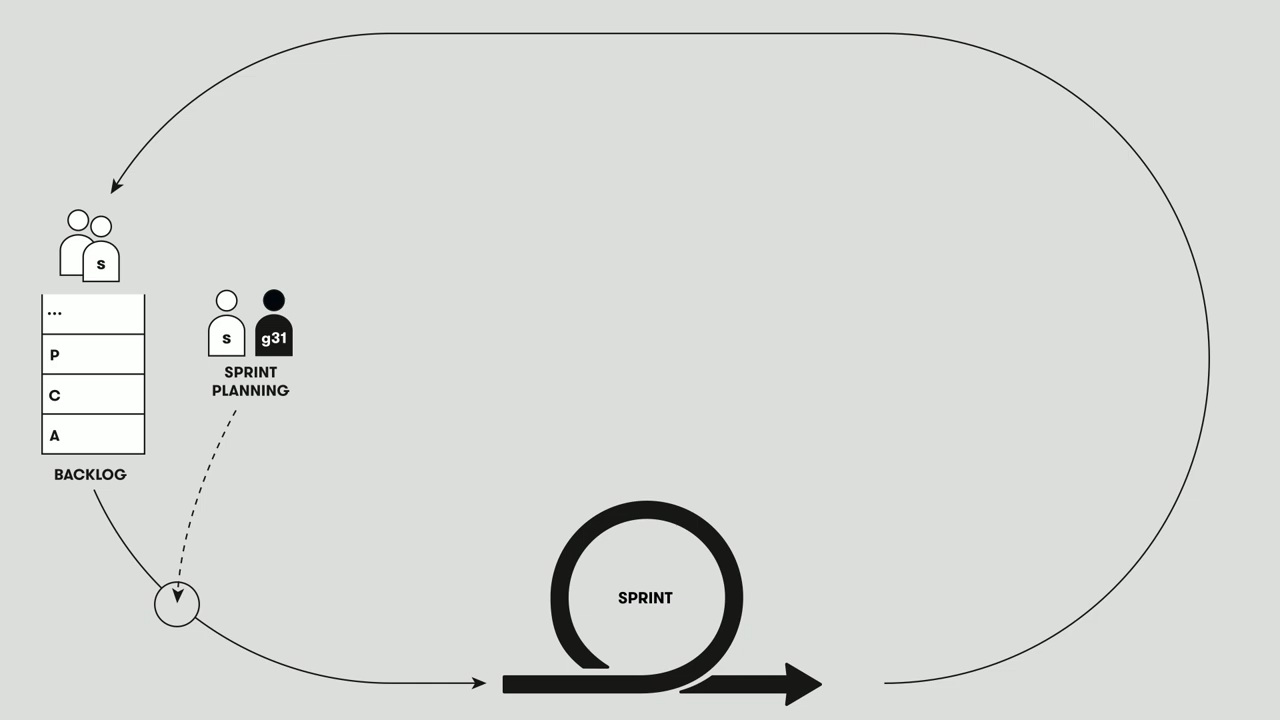 s
...
P
C
A
BACKLOG
s
g31
SPRINT
PLANNING
SPRINT